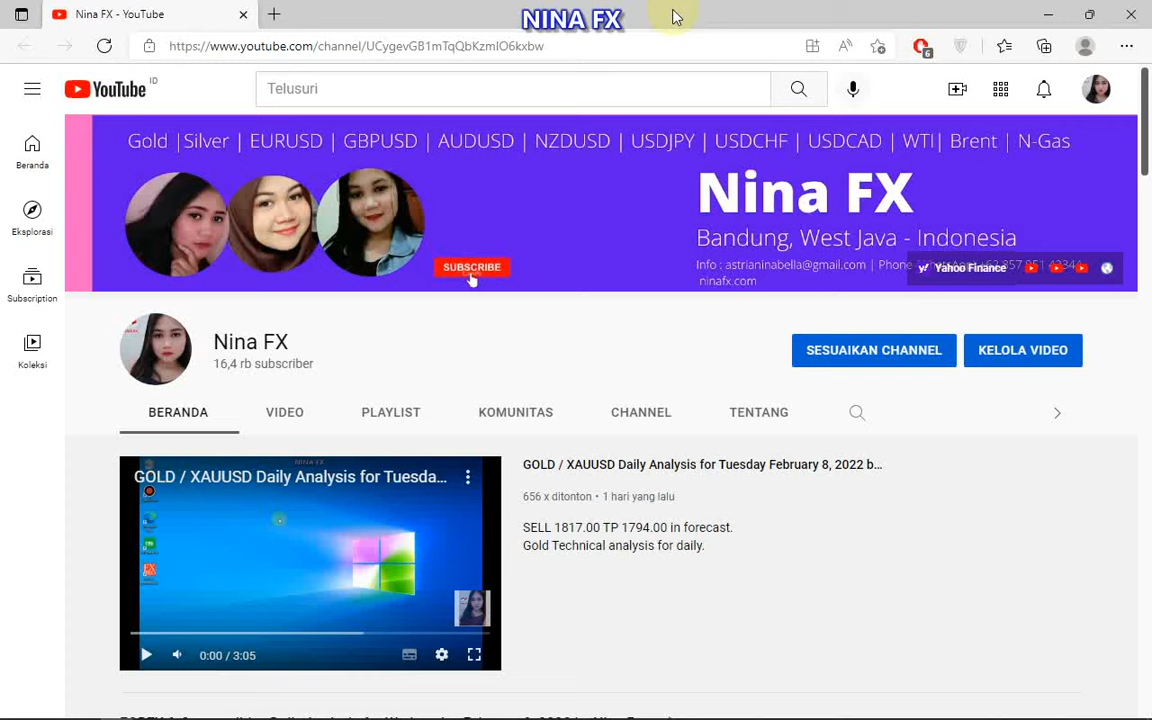 Nina FX - YouTube
NINA FX
https://www.youtube.com/channel/UCygevGB1mTqQbKzmIO6kxbw
6
YouTube ID
Telusuri
Beranda
Eksplorasi
Subscription
Koleksi
Gold |Silver | EURUSD | GBPUSD | AUDUSD | NZDUSD | USDJPY | USDCHF | USDCAD | WTI| Brent | N-Gas
Nina FX
Bandung, West Java - Indonesia
Info : astrianinabella@gmail.com | Phone
ninafx.com
SUBSCRIBE
y! Yahoo Finance
Nina FX
16,4 rb subscriber
SESUAIKAN CHANNEL
KELOLA VIDEO
BERANDA VIDEO PLAYLIST KOMUNITAS CHANNEL TENTANG
GOLD / XAUUSD Daily Analysis for Tuesda...
0:00 / 3:05
GOLD / XAUUSD Daily Analysis for Tuesday February 8, 2022 b...
656 x ditonton • 1 hari yang lalu
SELL 1817.00 TP 1794.00 in forecast.
Gold Technical analysis for daily.